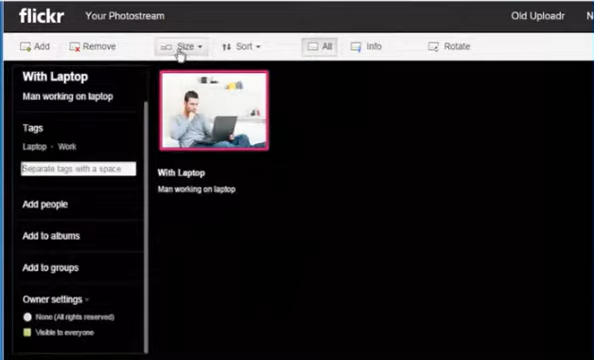 flickr Your Photostream Old Uploadr N
Add Remove Size Sort All Info Rotate
With Laptop
Man working on laptop
Tags
Laptop · Work
Separate tags with a space
Add people
Add to albums
Add to groups
Owner settings
None (All rights reserved)
Visible to everyone
With Laptop
Man working on laptop